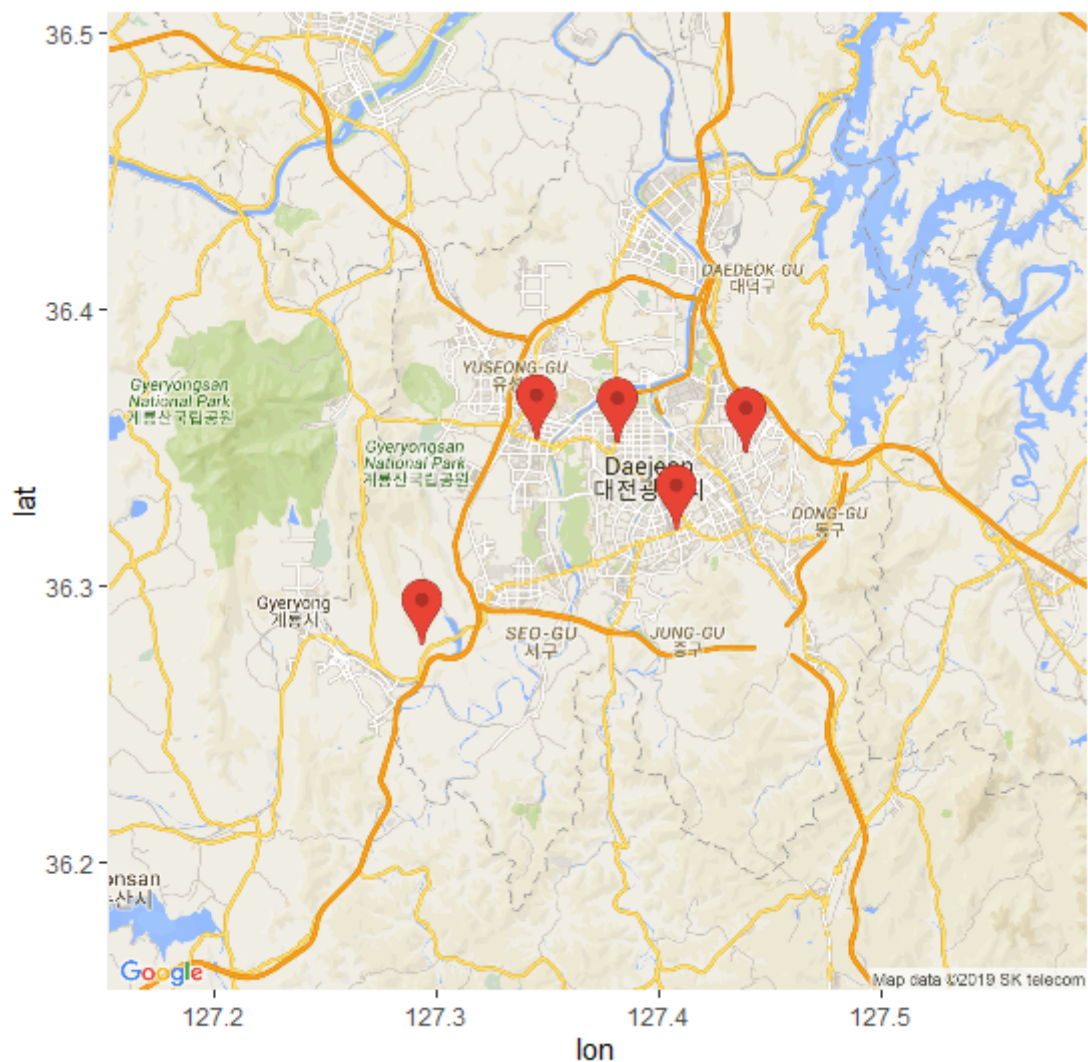 36.5
DAEDEOK-GU
대덕구
36.4
YUSEONG-GU
Gyeryongsan
National Park
계룡산국립공원
Gyeryongsan
National Park
계룡산국립공원
Daejeon
DONG-GU
동구
lat
36.3
Gyeryong
계룡시
SEO-GU
서구
JUNG-GU
중구
36.2
Google
Map data ©2019 SK telecom
127.2
127.3
127.4
127.5
lon